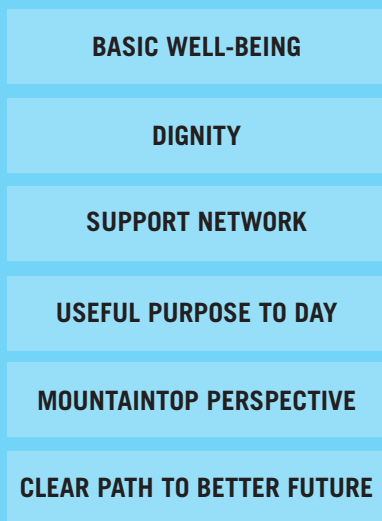 BASIC WELL-BEING
DIGNITY
SUPPORT NETWORK
USEFUL PURPOSE TO DAY
MOUNTAINTOP PERSPECTIVE
CLEAR PATH TO BETTER FUTURE